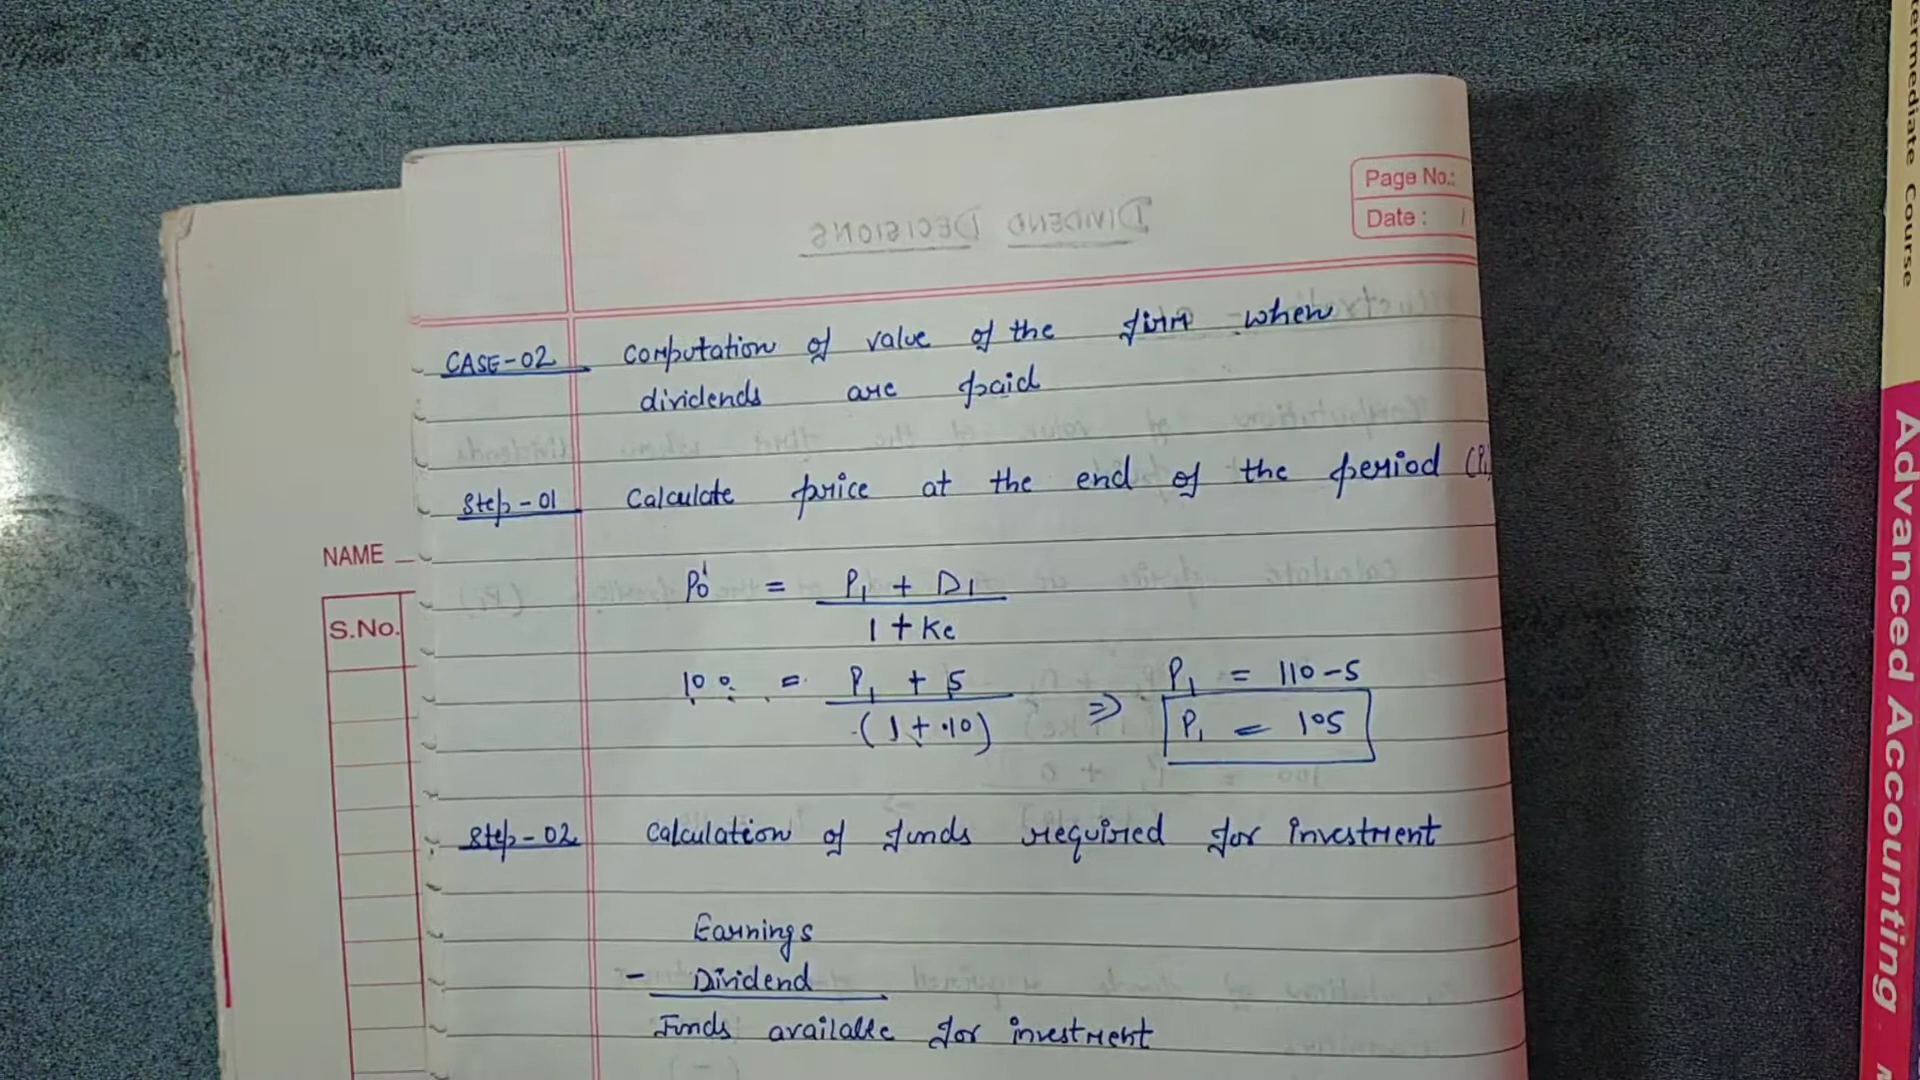 Page No.:
Date : /
DIVIDEND DECISIONS
CASE-02 Computation of value of the firm when
dividends are paid
Step-01 Calculate price at the end of the period (P1
NAME
S.No.
Po' = P1 + D1
1 + Ke
100 = P1 + 5
(1 + .10)
⇒ P1 = 110-5
P1 = 105
Step-02 Calculation of funds required for investment
Earnings
- Dividend
Funds available for investment
termediate Course
Advanced Accounting